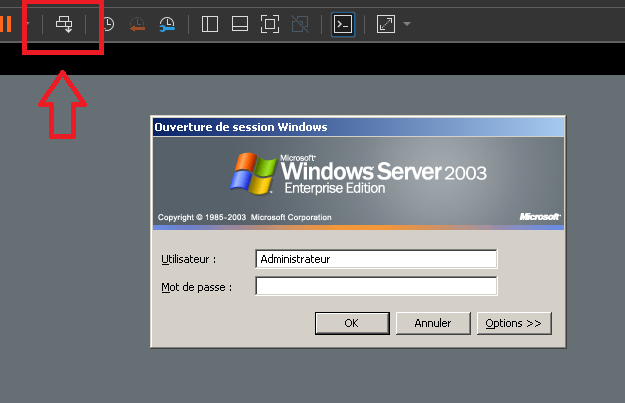 Ouverture de session Windows
Microsoft
Windows Server 2003
Enterprise Edition
Copyright © 1985-2003 Microsoft Corporation
Microsoft
Utilisateur :
Administrateur
Mot de passe :
OK
Annuler
Options >>